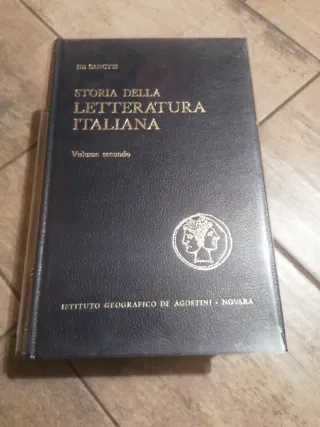 DE SANCTIS
STORIA DELLA
LETTERATURA
ITALIANA
Volume secondo
ISTITUTO GEOGRAFICO DE AGOSTINI - NOVARA